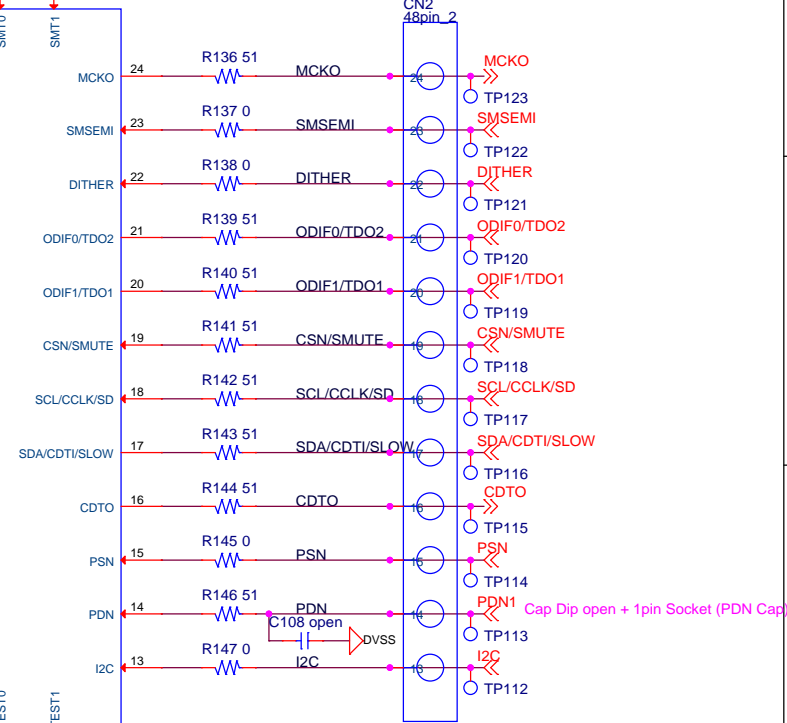 CN2
48pin_2
SMT0
SMT1
MCKO 24 R136 51 MCKO 24 MCKO
TP123
SMSEMI 23 R137 0 SMSEMI 23 SMSEMI
TP122
DITHER 22 R138 0 DITHER 22 DITHER
TP121
ODIF0/TDO2 21 R139 51 ODIF0/TDO2 21 ODIF0/TDO2
TP120
ODIF1/TDO1 20 R140 51 ODIF1/TDO1 20 ODIF1/TDO1
TP119
CSN/SMUTE 19 R141 51 CSN/SMUTE 19 CSN/SMUTE
TP118
SCL/CCLK/SD 18 R142 51 SCL/CCLK/SD 18 SCL/CCLK/SD
TP117
SDA/CDTI/SLOW 17 R143 51 SDA/CDTI/SLOW 17 SDA/CDTI/SLOW
TP116
CDTO 16 R144 51 CDTO 16 CDTO
TP115
PSN 15 R145 0 PSN 15 PSN
TP114
PDN 14 R146 51 PDN 14 PDN1 Cap Dip open + 1pin Socket (PDN Cap)
C108 open DVSS TP113
I2C 13 R147 0 I2C 13 I2C
TP112
EST0
EST1